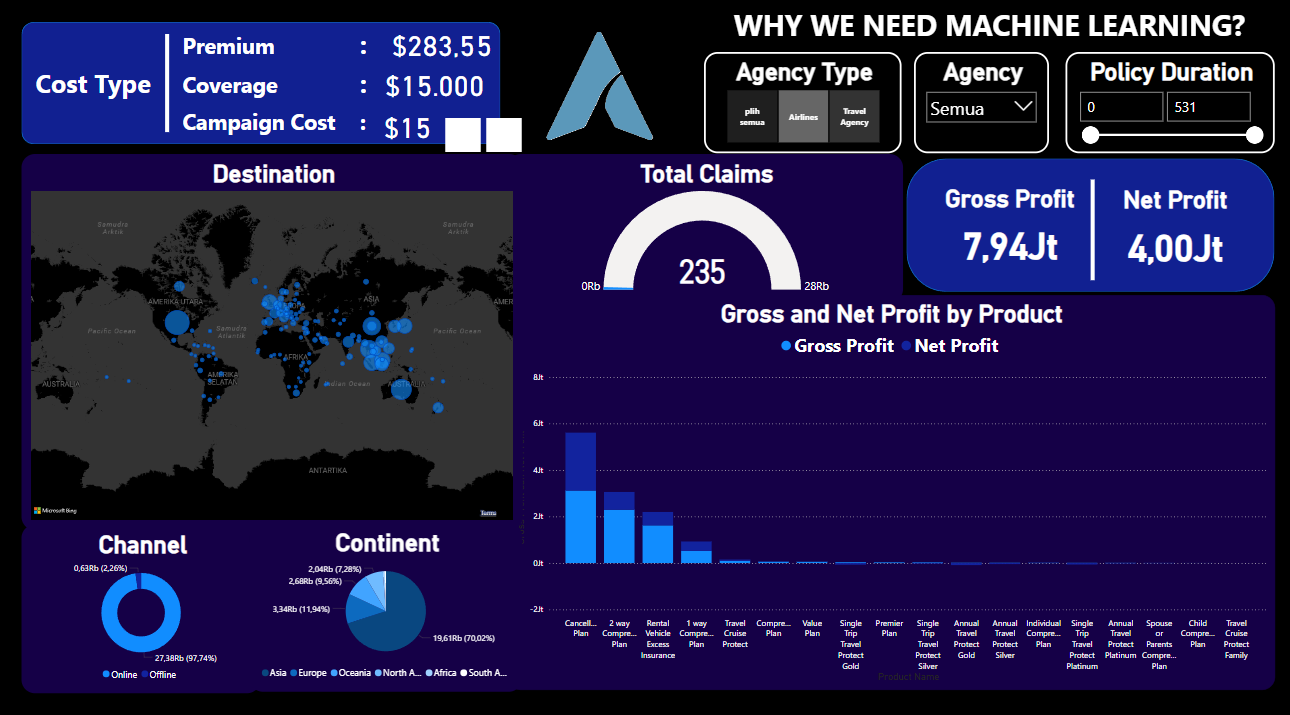 WHY WE NEED MACHINE LEARNING?
Cost Type
Premium : $283,55
Coverage : $15.000
Campaign Cost : $15
Agency Type
plih semua
Airlines
Travel Agency
Agency
Semua
Policy Duration
0
531
Destination
Samudra Arktik
Samudra Arktik
AMERIKA UTARA
ASIA
AMER
Pacific Ocean
Samudra Atlantik
Pacific Ocean
AFRIKA
AUSTRALIA
AMERIKA SELATAN
Indian Ocean
AUSTRALIA
ANTARTIKA
Microsoft Bing
Terms
Total Claims
235
0Rb
28Rb
Gross Profit
7,94Jt
Net Profit
4,00Jt
Gross and Net Profit by Product
Gross Profit Net Profit
8Jt
6Jt
4Jt
2Jt
0Jt
-2Jt
Cancell... Plan
2 way Compre... Plan
Rental Vehicle Excess Insurance
1 way Compre... Plan
Travel Cruise Protect
Compre... Plan
Value Plan
Single Trip Travel Protect Gold
Premier Plan
Single Trip Travel Protect Silver
Annual Travel Protect Gold
Annual Travel Protect Silver
Individual Compre... Plan
Single Trip Travel Protect Platinum
Annual Travel Protect Platinum
Spouse or Parents Compre... Plan
Child Compre... Plan
Travel Cruise Protect Family
Product Name
Channel
0,63Rb (2,26%)
27,38Rb (97,74%)
Online Offline
Continent
2,04Rb (7,28%)
2,68Rb (9,56%)
3,34Rb (11,94%)
19,61Rb (70,02%)
Asia Europe Oceania North A... Africa South A...